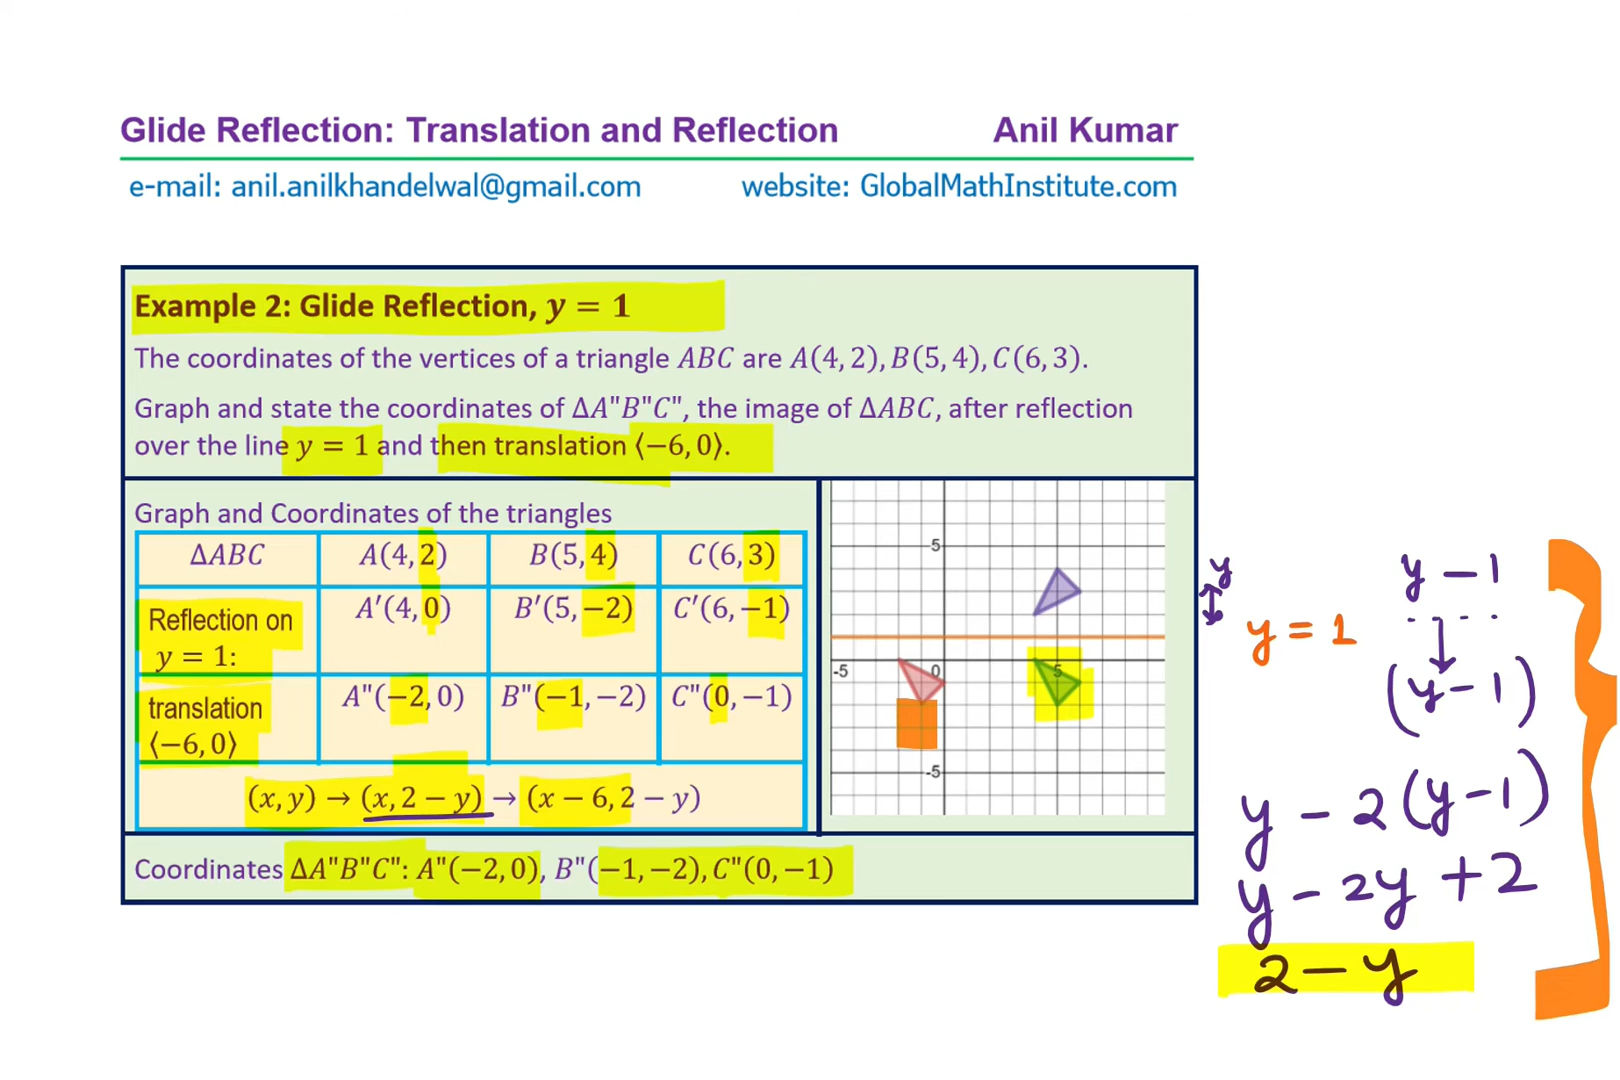 Glide Reflection: Translation and Reflection Anil Kumar
e-mail: anil.anilkhandelwal@gmail.com website: GlobalMathInstitute.com
Example 2: Glide Reflection, y = 1
The coordinates of the vertices of a triangle ABC are A(4, 2), B(5, 4), C(6, 3).
Graph and state the coordinates of ΔA"B"C", the image of ΔABC, after reflection
over the line y = 1 and then translation ⟨−6, 0⟩.
Graph and Coordinates of the triangles
ΔABC A(4, 2) B(5, 4) C(6, 3)
Reflection on
y = 1:
A′(4, 0) B′(5, −2) C′(6, −1)
translation
⟨−6, 0⟩
A"(−2, 0) B"(−1, −2) C"(0, −1)
(x, y) → (x, 2 − y) → (x − 6, 2 − y)
Coordinates ΔA"B"C": A"(−2, 0), B"(−1, −2), C"(0, −1)
5
-5 0 5
-5
y
y = 1
y − 1
(y − 1)
y − 2(y − 1)
y − 2y + 2
2 − y